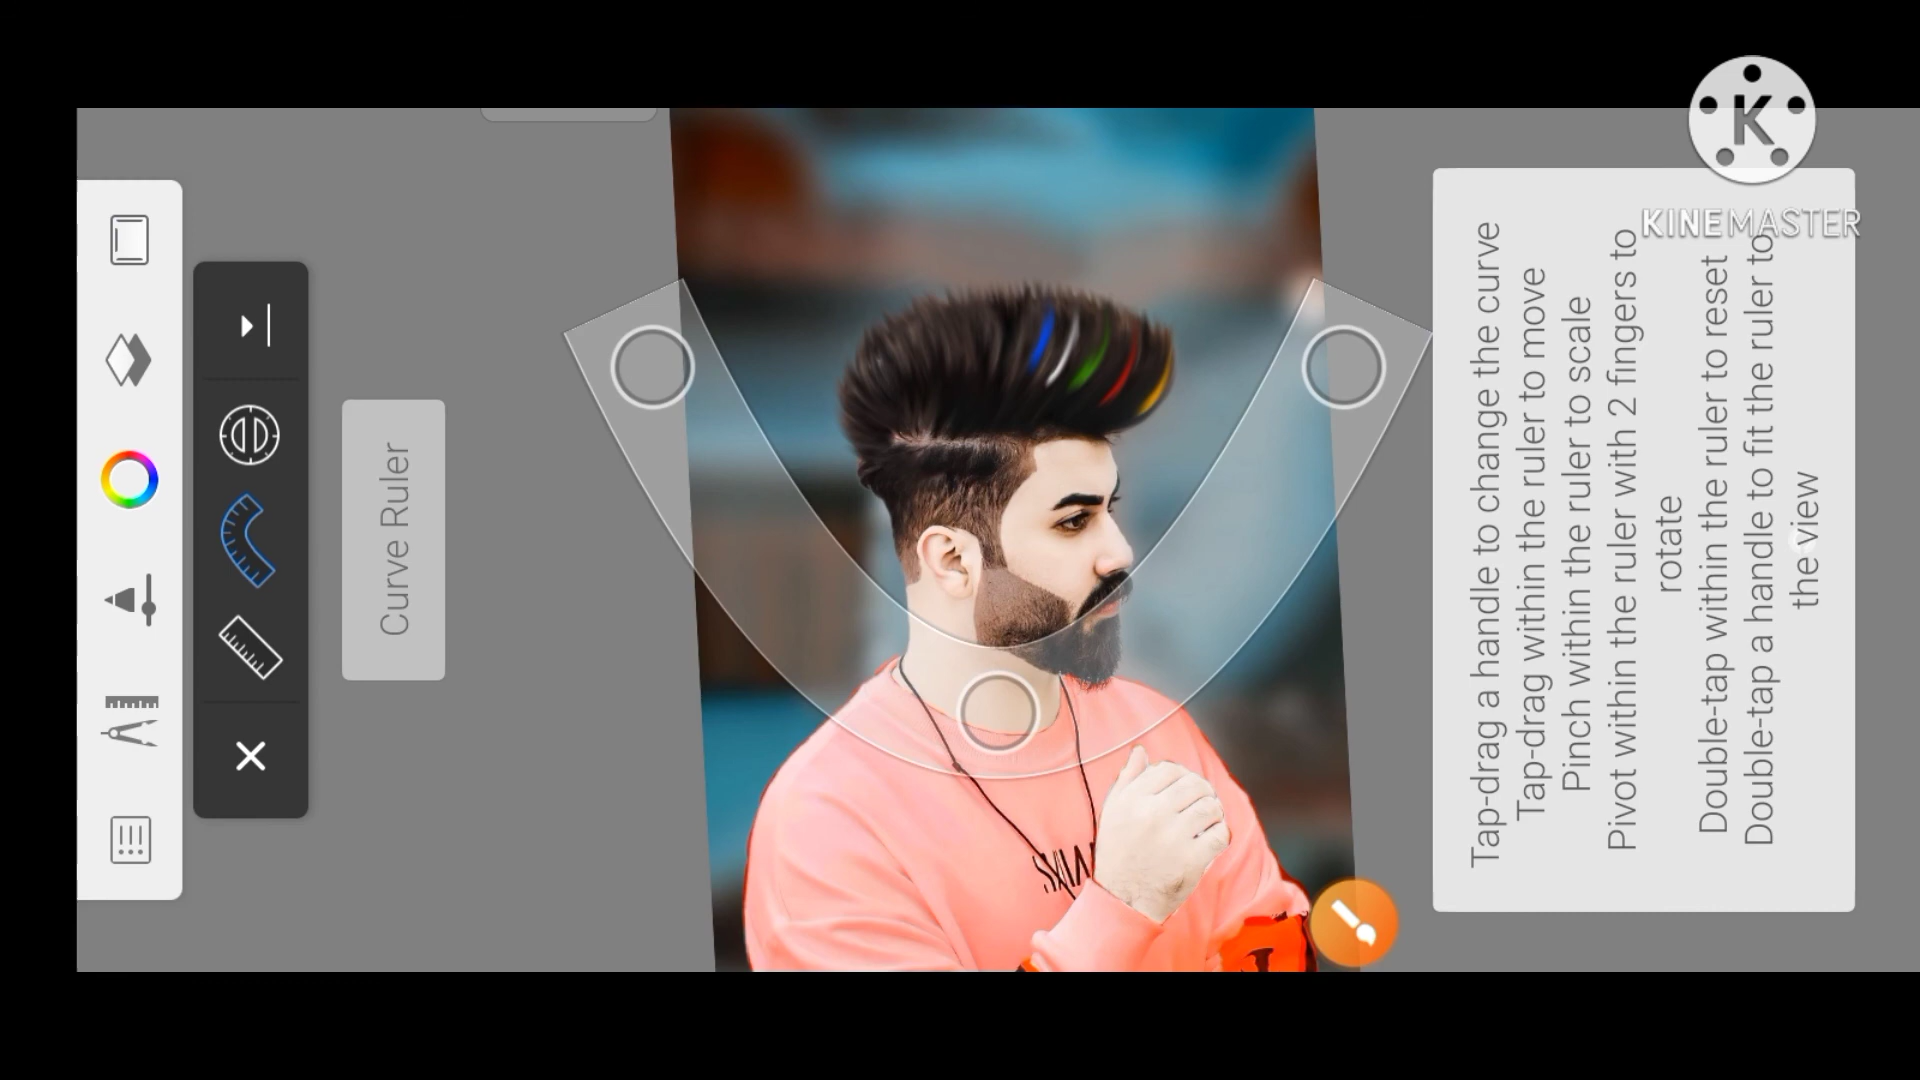 KINEMASTER
Curve Ruler
Tap-drag a handle to change the curve
Tap-drag within the ruler to move
Pinch within the ruler to scale
Pivot within the ruler with 2 fingers to
rotate
Double-tap within the ruler to reset
Double-tap a handle to fit the ruler to
the view